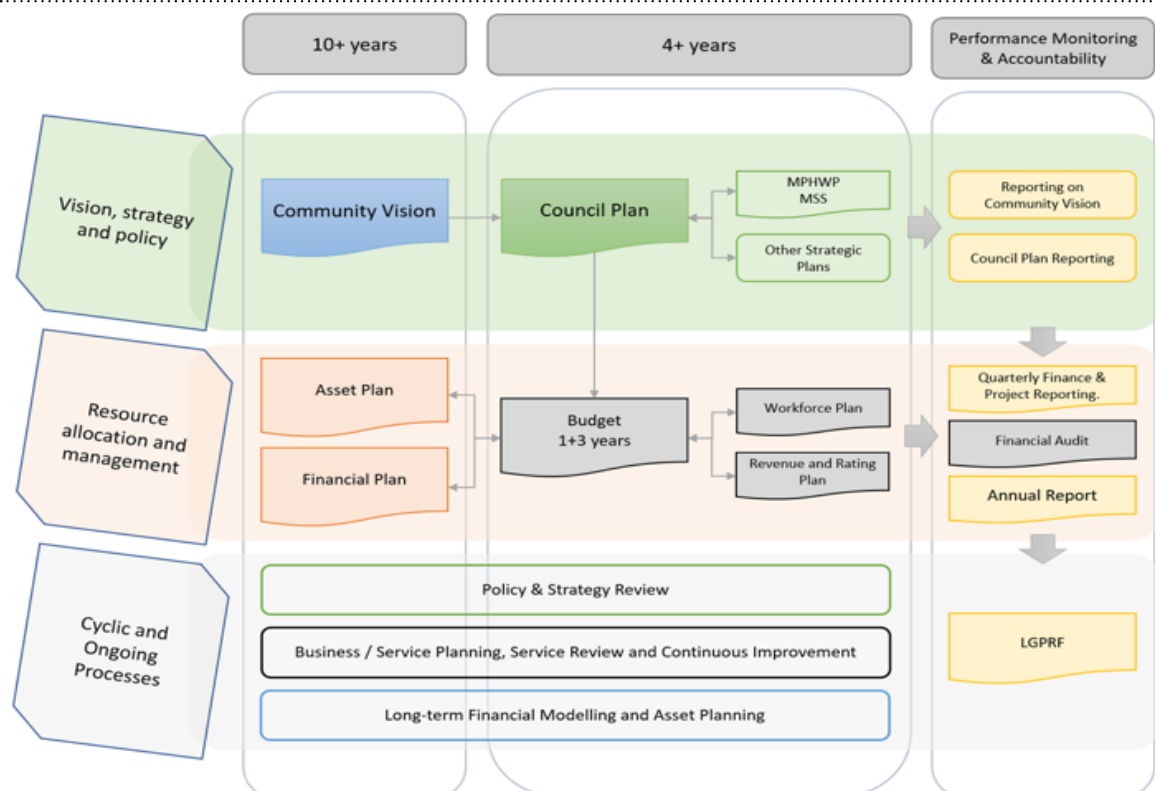 10+ years
4+ years
Performance Monitoring
& Accountability
Vision, strategy
and policy
Community Vision
Council Plan
MPHWP
MSS
Other Strategic
Plans
Reporting on
Community Vision
Council Plan Reporting
Resource
allocation and
management
Asset Plan
Financial Plan
Budget
1+3 years
Workforce Plan
Revenue and Rating
Plan
Quarterly Finance &
Project Reporting.
Financial Audit
Annual Report
Cyclic and
Ongoing
Processes
Policy & Strategy Review
Business / Service Planning, Service Review and Continuous Improvement
Long-term Financial Modelling and Asset Planning
LGPRF